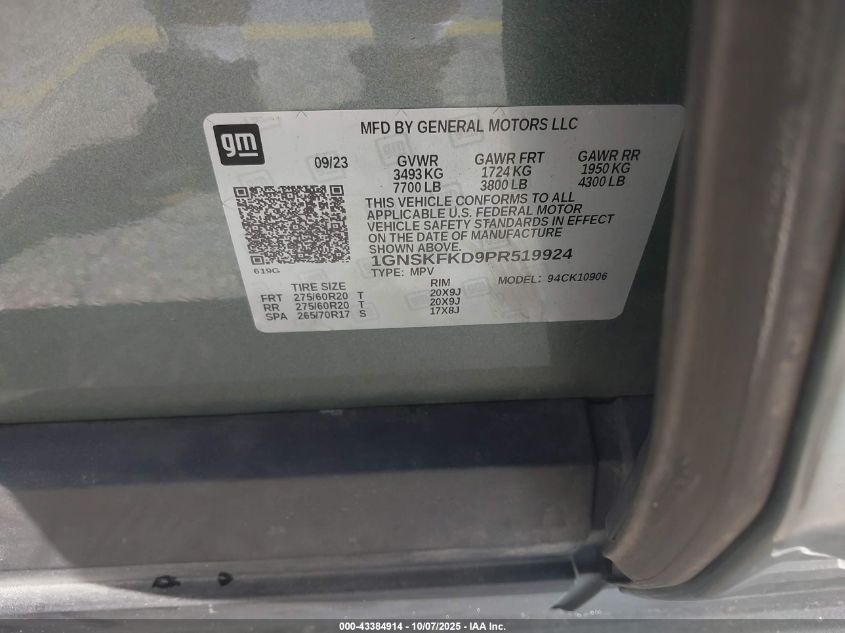 gm
MFD BY GENERAL MOTORS LLC
09/23 GVWR GAWR FRT GAWR RR
3493 KG 1724 KG 1950 KG
7700 LB 3800 LB 4300 LB
THIS VEHICLE CONFORMS TO ALL
APPLICABLE U.S. FEDERAL MOTOR
VEHICLE SAFETY STANDARDS IN EFFECT
ON THE DATE OF MANUFACTURE
SHOWN ABOVE.
1GNSKFKD9PR519924
619G
TYPE: MPV MODEL: 94CK10906
TIRE SIZE RIM
FRT 275/60R20 T 20X9J
RR 275/60R20 T 20X9J
SPA 265/70R17 S 17X8J
000-43384914 - 10/07/2025 - IAA Inc.